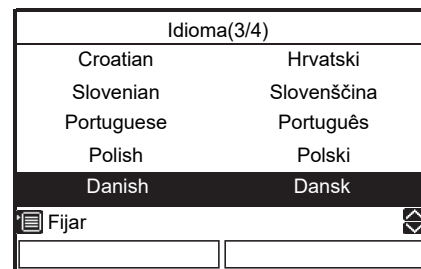 Idioma(3/4)
Croatian Hrvatski
Slovenian Slovenščina
Portuguese Português
Polish Polski
Danish Dansk
Fijar